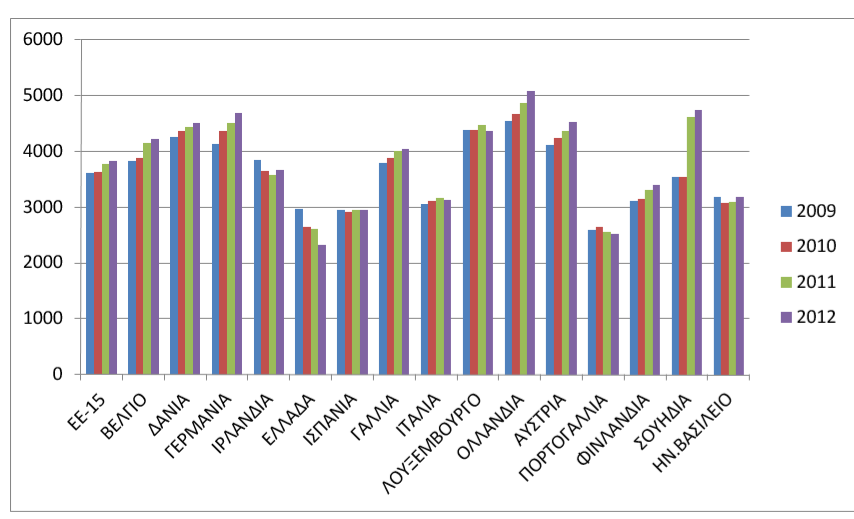 6000
5000
4000
3000
2000
1000
0
ΕΕ-15
ΒΕΛΓΙΟ
ΔΑΝΙΑ
ΓΕΡΜΑΝΙΑ
ΙΡΛΑΝΔΙΑ
ΕΛΛΑΔΑ
ΙΣΠΑΝΙΑ
ΓΑΛΛΙΑ
ΙΤΑΛΙΑ
ΛΟΥΞΕΜΒΟΥΡΓΟ
ΟΛΛΑΝΔΙΑ
ΑΥΣΤΡΙΑ
ΠΟΡΤΟΓΑΛΛΙΑ
ΦΙΝΛΑΝΔΙΑ
ΣΟΥΗΔΙΑ
ΗΝ.ΒΑΣΙΛΕΙΟ
2009
2010
2011
2012